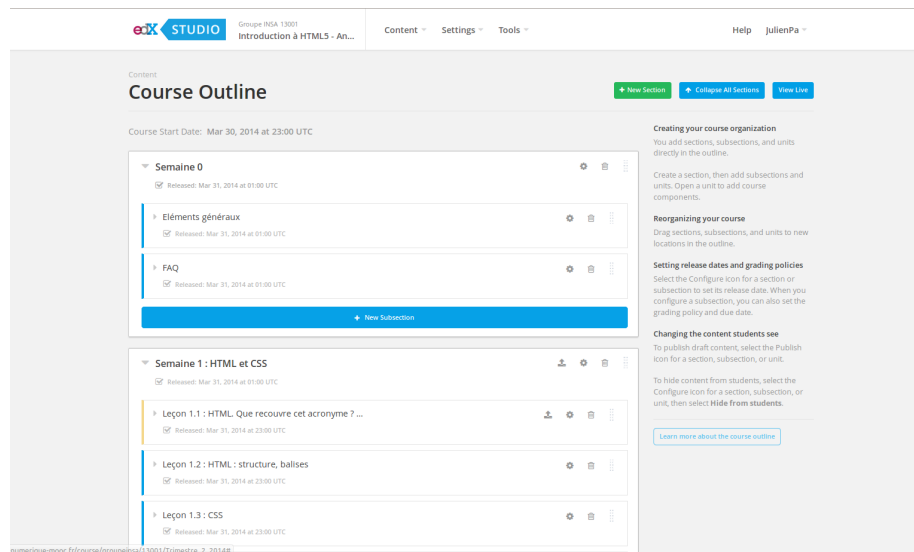 edX STUDIO
Groupe INSA 13001
Introduction à HTML5 - An...
Content
Settings
Tools
Help
JulienPa
Content
Course Outline
+ New Section
Collapse All Sections
View Live
Course Start Date: Mar 30, 2014 at 23:00 UTC
Semaine 0
Released: Mar 31, 2014 at 01:00 UTC
Eléments généraux
Released: Mar 31, 2014 at 01:00 UTC
FAQ
Released: Mar 31, 2014 at 01:00 UTC
+ New Subsection
Semaine 1 : HTML et CSS
Released: Mar 31, 2014 at 01:00 UTC
Leçon 1.1 : HTML. Que recouvre cet acronyme ? ...
Released: Mar 31, 2014 at 23:00 UTC
Leçon 1.2 : HTML : structure, balises
Released: Mar 31, 2014 at 23:00 UTC
Leçon 1.3 : CSS
Released: Mar 31, 2014 at 23:00 UTC
Creating your course organization
You add sections, subsections, and units
directly in the outline.
Create a section, then add subsections and
units. Open a unit to add course
components.
Reorganizing your course
Drag sections, subsections, and units to new
locations in the outline.
Setting release dates and grading policies
Select the Configure icon for a section or
subsection to set its release date. When you
configure a subsection, you can also set the
grading policy and due date.
Changing the content students see
To publish draft content, select the Publish
icon for a section, subsection, or unit.
To hide content from students, select the
Configure icon for a section, subsection, or
unit, then select Hide from students.
Learn more about the course outline
numerique-mooc.fr/course/groupeinsa/13001/Trimestre_2_2014#